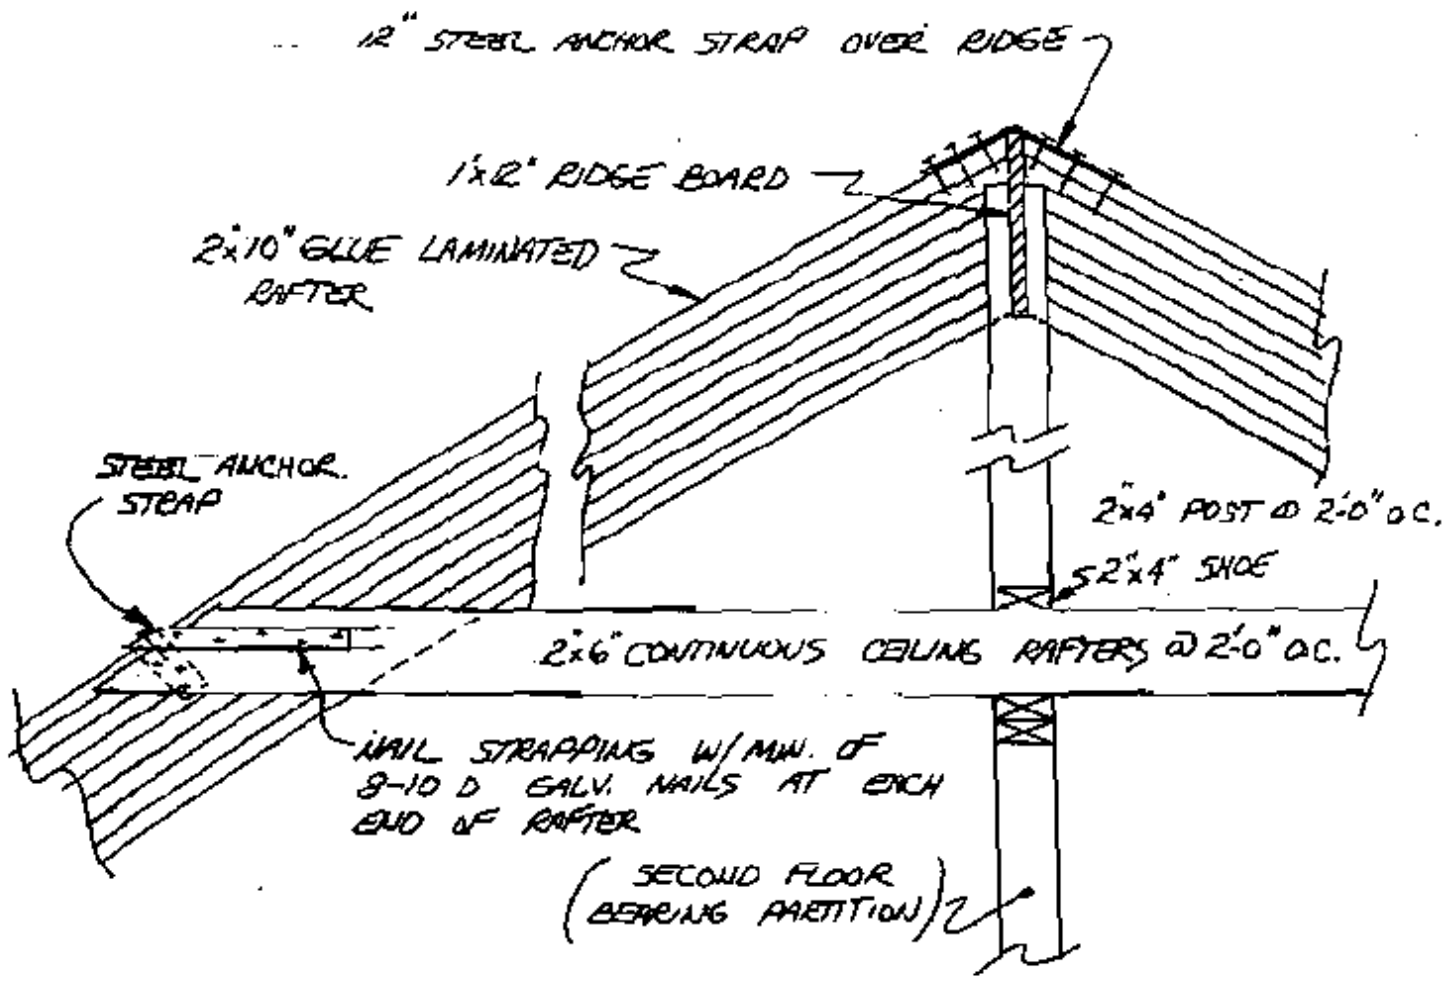 12" STEEL ANCHOR STRAP OVER RIDGE
1"x12" RIDGE BOARD
2"x10" GLUE LAMINATED
RAFTER
STEEL ANCHOR
STRAP
2"x4" POST @ 2'-0" O.C.
2"x4" SHOE
2"x6" CONTINUOUS CEILING RAFTERS @ 2'-0" O.C.
NAIL STRAPPING W/ MIN. OF
8-10 D GALV. NAILS AT EACH
END OF RAFTER
(SECOND FLOOR
BEARING PARTITION)